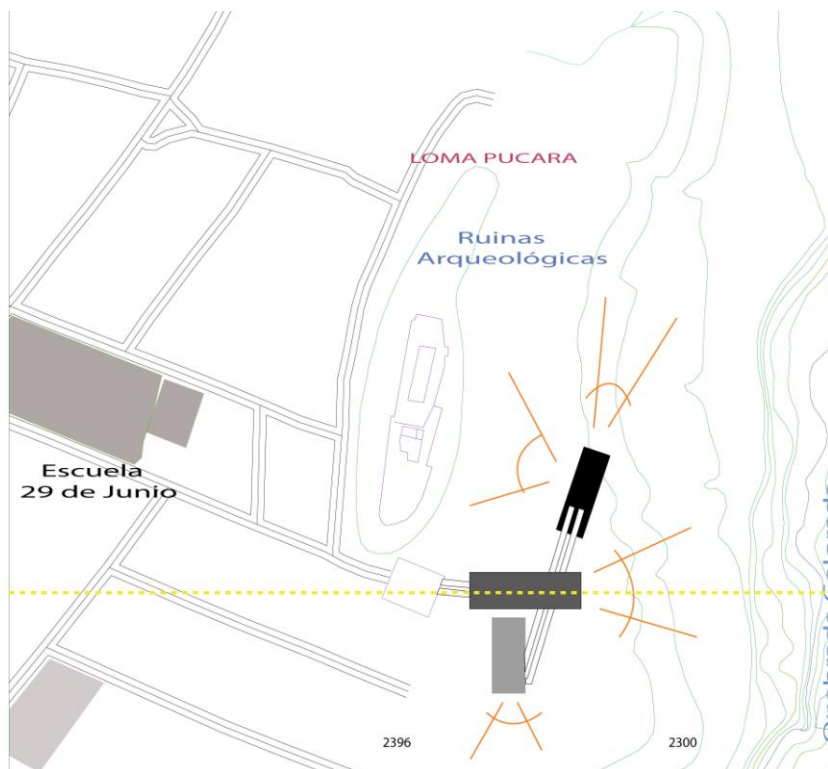 LOMA PUCARA
Ruinas
Arqueológicas
Escuela
29 de Junio
2396
2300